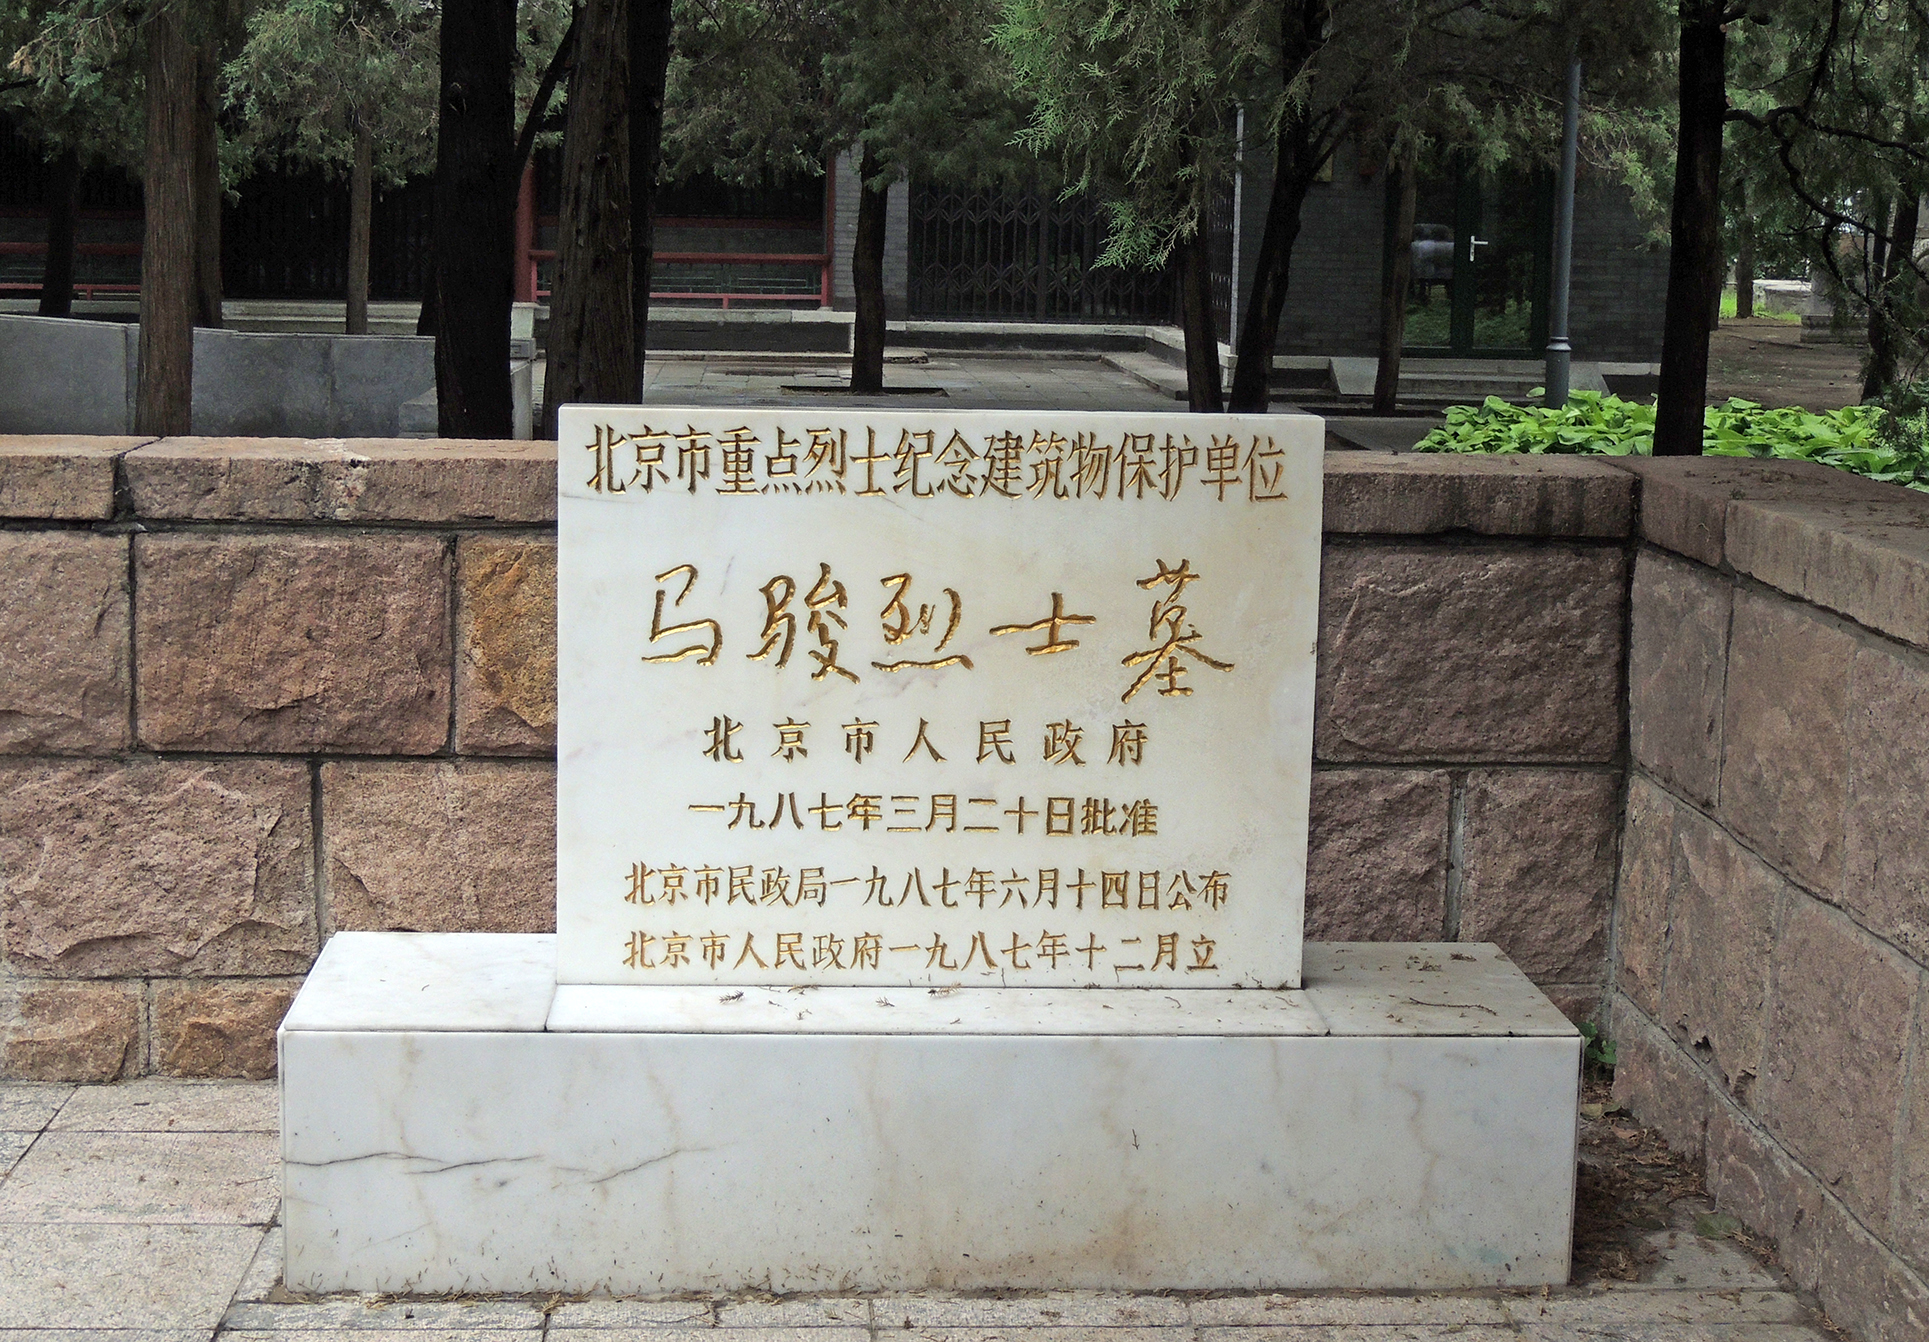 北京市重点烈士纪念建筑物保护单位
马骏烈士墓
北京市人民政府
一九八七年三月二十日批准
北京市民政局一九八七年六月十四日公布
北京市人民政府一九八七年十二月立